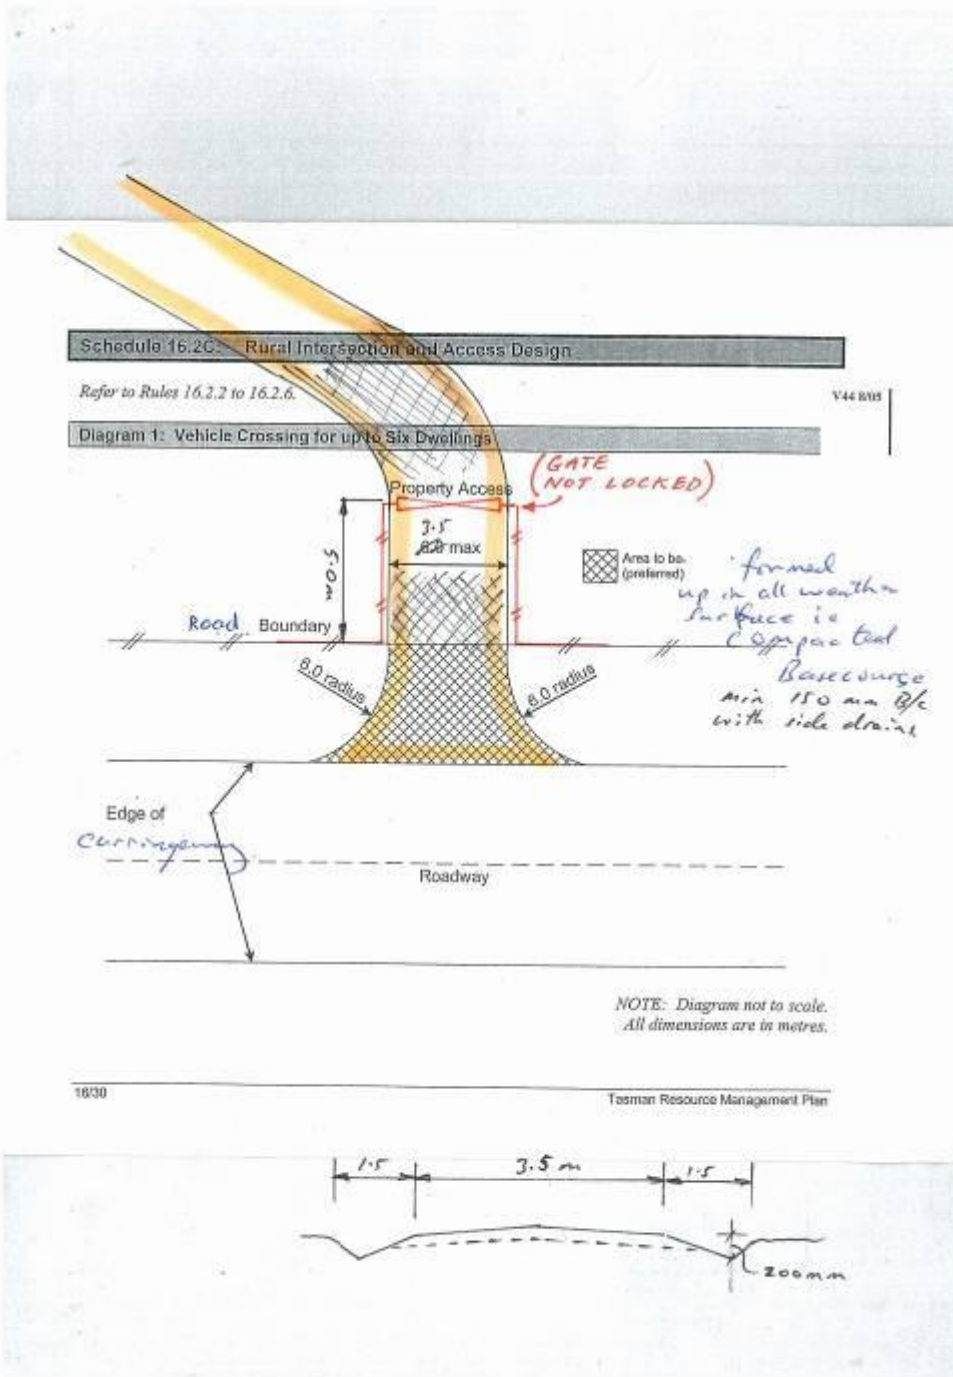 Schedule 16.2C: Rural Intersection and Access Design
Refer to Rules 16.2.2 to 16.2.6.
V44 8/05
Diagram 1: Vehicle Crossing for up to Six Dwellings
(GATE
NOT LOCKED)
Property Access
3.5
max
5.0m
Area to be
(preferred)
formed
up in all weather
surface ie
Compacted
Basecourse
min 150 mm B/c
with side drains
Road Boundary
6.0 radius
6.0 radius
Edge of
Carriageway
Roadway
NOTE: Diagram not to scale.
All dimensions are in metres.
16/30
Tasman Resource Management Plan
1.5
3.5 m
1.5
200mm